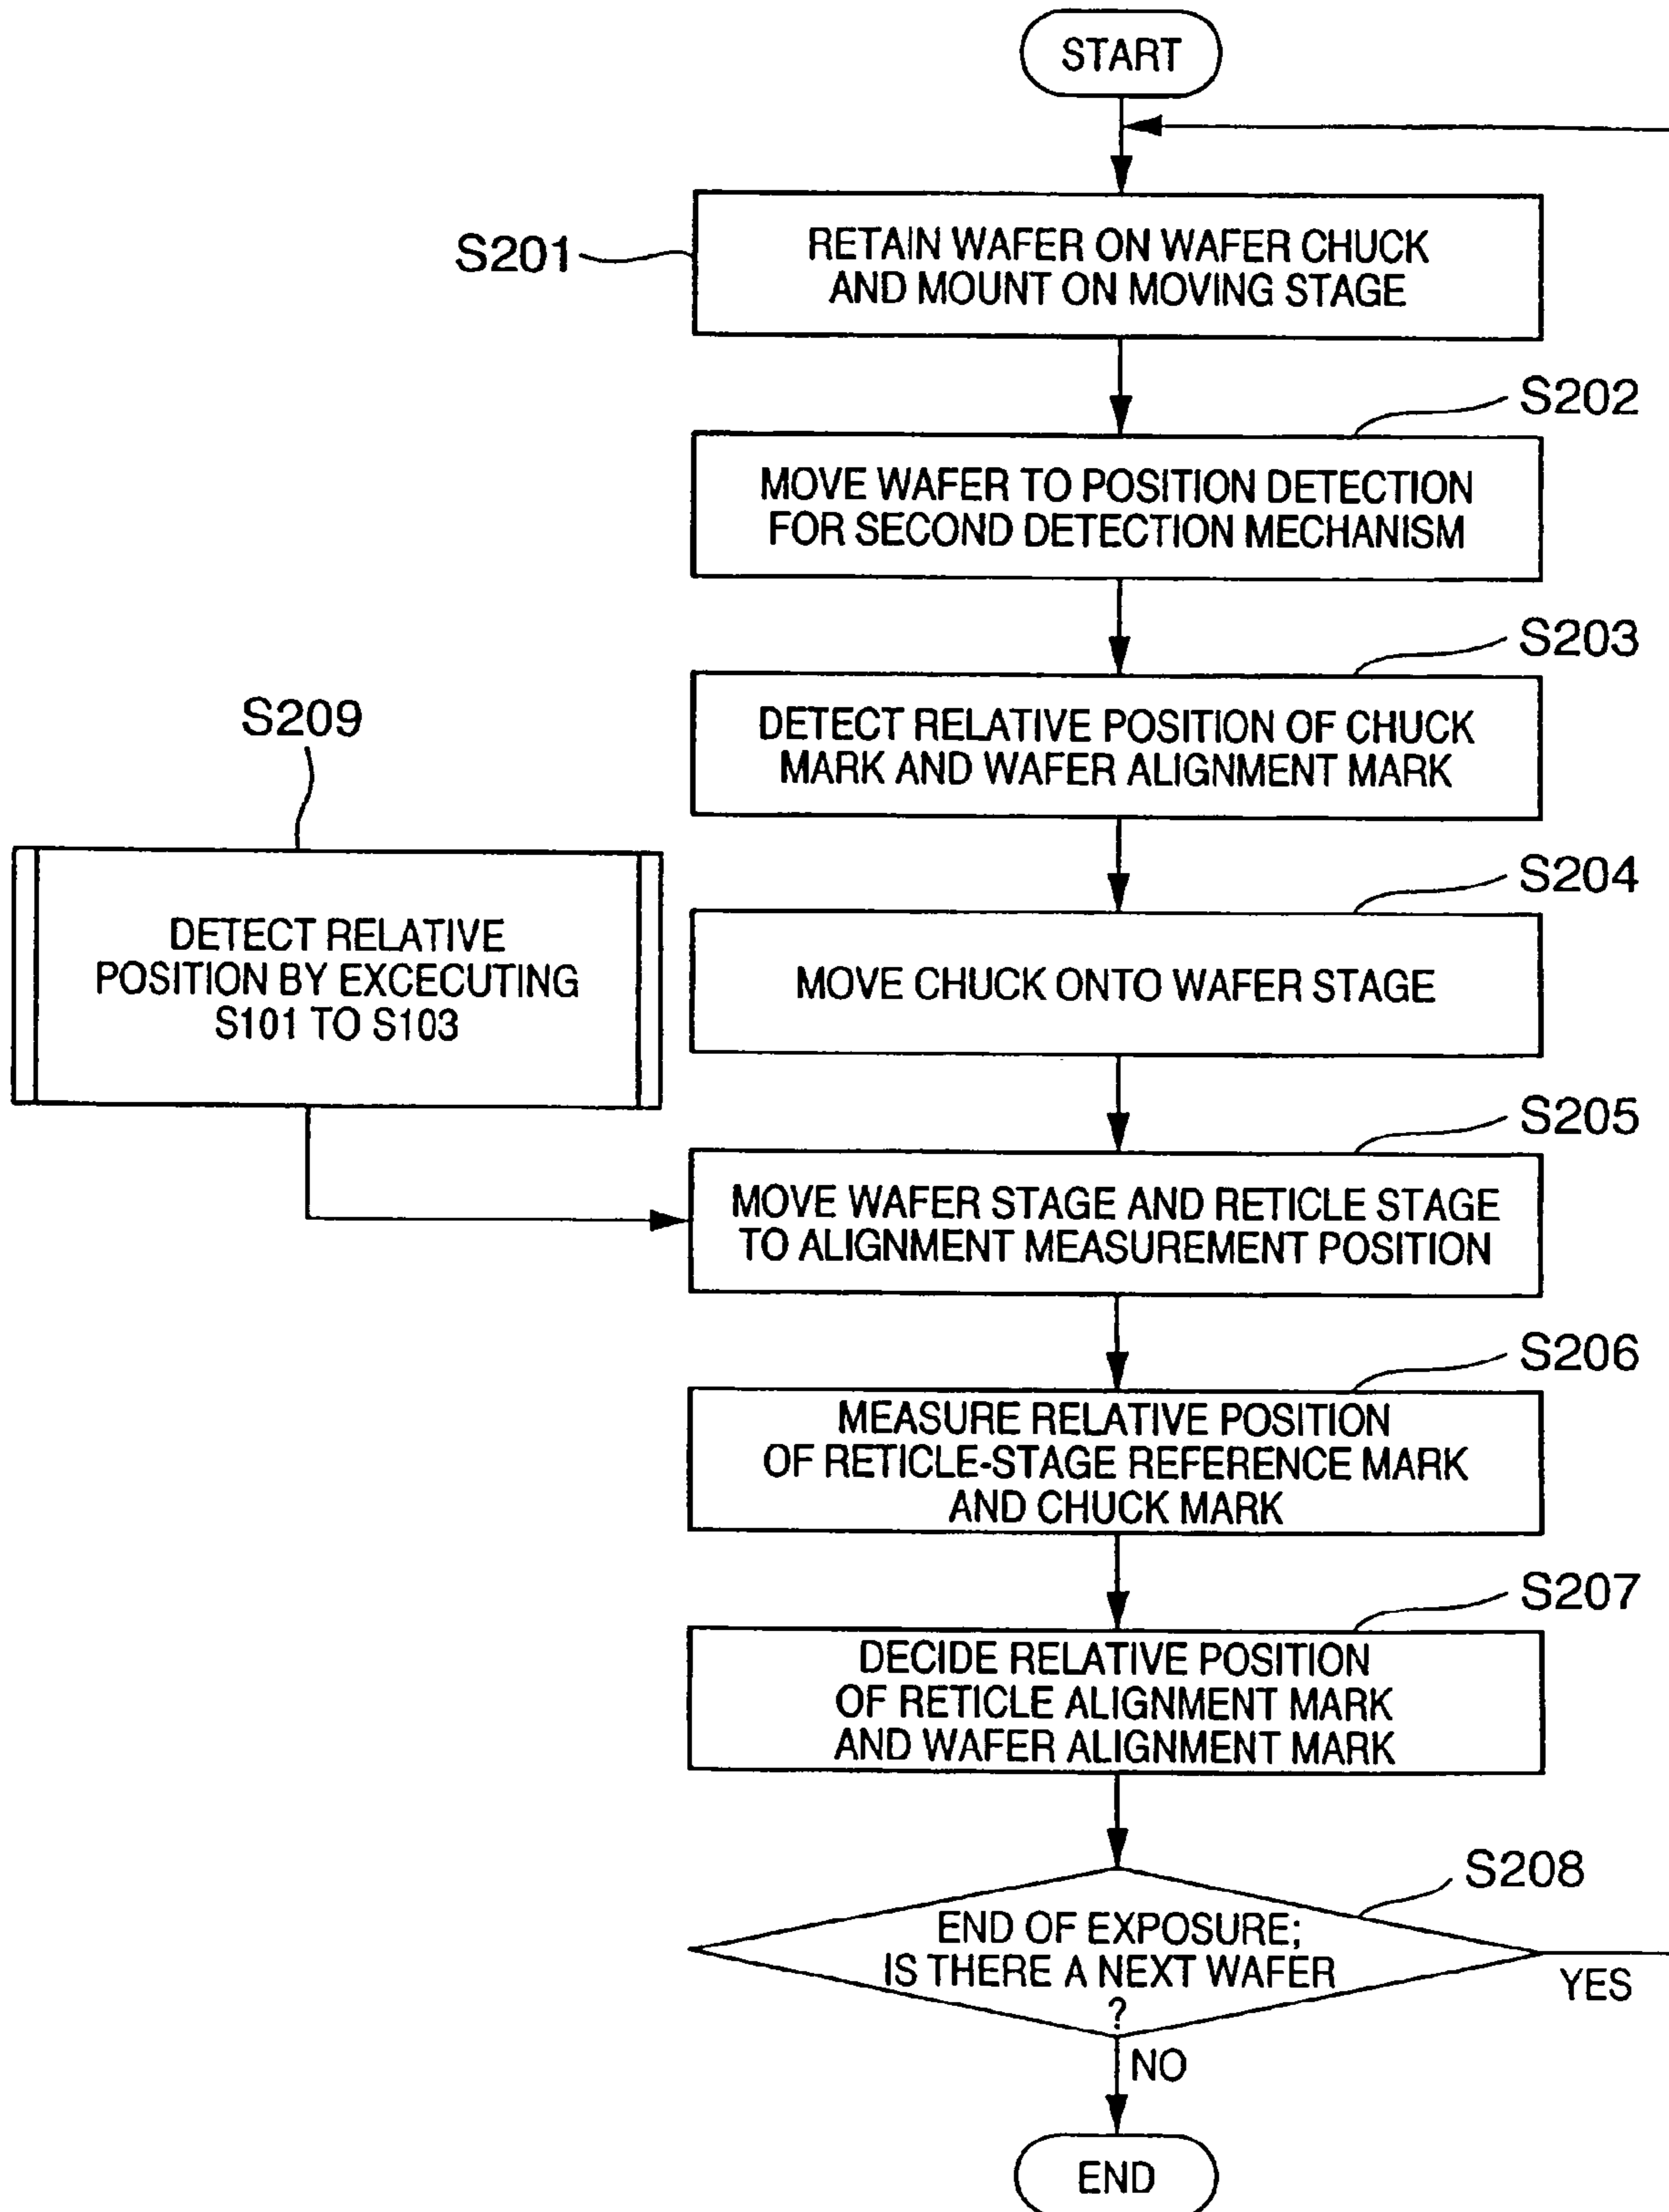 START
S201
RETAIN WAFER ON WAFER CHUCK
AND MOUNT ON MOVING STAGE
S202
MOVE WAFER TO POSITION DETECTION
FOR SECOND DETECTION MECHANISM
S203
DETECT RELATIVE POSITION OF CHUCK
MARK AND WAFER ALIGNMENT MARK
S209
DETECT RELATIVE
POSITION BY EXCECUTING
S101 TO S103
S204
MOVE CHUCK ONTO WAFER STAGE
S205
MOVE WAFER STAGE AND RETICLE STAGE
TO ALIGNMENT MEASUREMENT POSITION
S206
MEASURE RELATIVE POSITION
OF RETICLE-STAGE REFERENCE MARK
AND CHUCK MARK
S207
DECIDE RELATIVE POSITION
OF RETICLE ALIGNMENT MARK
AND WAFER ALIGNMENT MARK
S208
END OF EXPOSURE;
IS THERE A NEXT WAFER
?
YES
NO
END